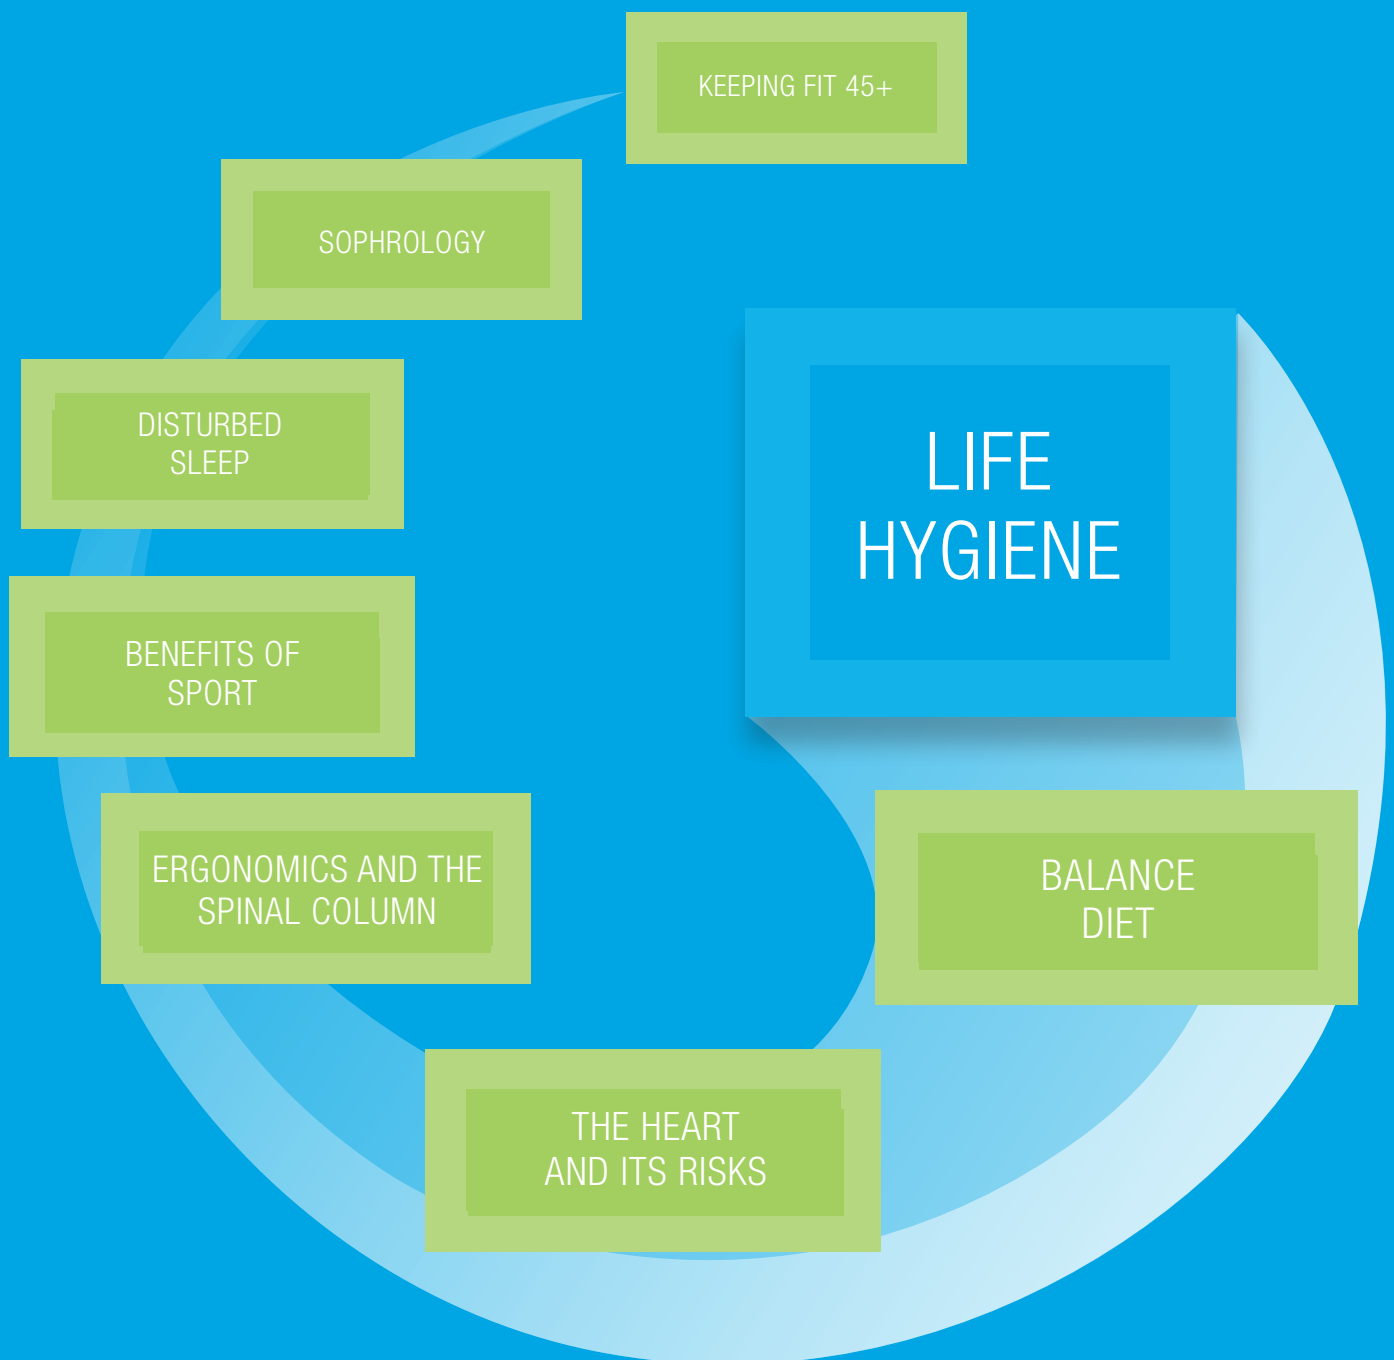 KEEPING FIT 45+
SOPHROLOGY
DISTURBED
SLEEP
LIFE
HYGIENE
BENEFITS OF
SPORT
ERGONOMICS AND THE
SPINAL COLUMN
BALANCE
DIET
THE HEART
AND ITS RISKS